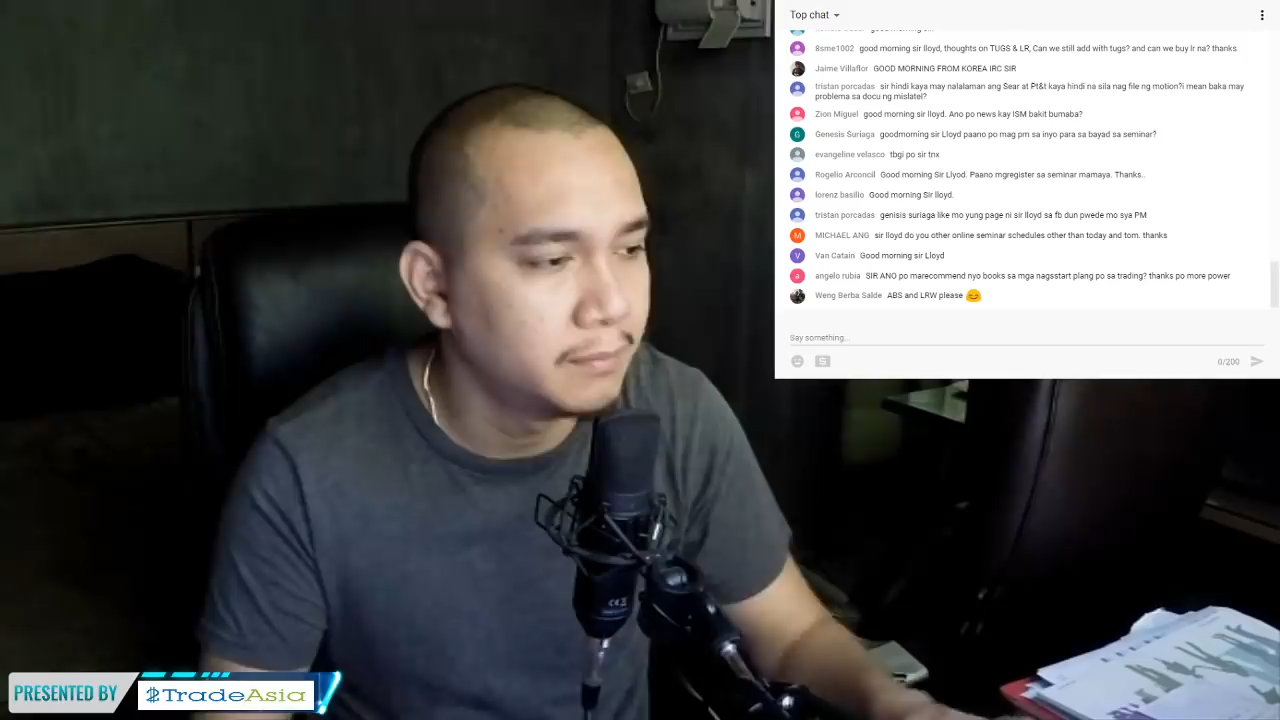 Top chat
8sme1002 good morning sir lloyd, thoughts on TUGS & LR, Can we still add with tugs? and can we buy lr na? thanks
Jaime Villaflor GOOD MORNING FROM KOREA IRC SIR
tristan porcadas sir hindi kaya may nalalaman ang Sear at Pt&t kaya hindi na sila nag file ng motion?i mean baka may
problema sa docu ng mislatel?
Zion Miguel good morning sir lloyd. Ano po news kay ISM bakit bumaba?
G Genesis Suriaga goodmorning sir Lloyd paano po mag pm sa inyo para sa bayad sa seminar?
evangeline velasco tbgi po sir tnx
Rogelio Arconcil Good morning Sir Llyod. Paano mgregister sa seminar mamaya. Thanks..
lorenz basilio Good morning Sir lloyd.
tristan porcadas genisis suriaga like mo yung page ni sir lloyd sa fb dun pwede mo sya PM
M MICHAEL ANG sir lloyd do you other online seminar schedules other than today and tom. thanks
V Van Catain Good morning sir Lloyd
a angelo rubia SIR ANO po marecommend nyo books sa mga nagsstart plang po sa trading? thanks po more power
Weng Berba Salde ABS and LRW please 😊
Say something...
0/200
PRESENTED BY $TradeAsia